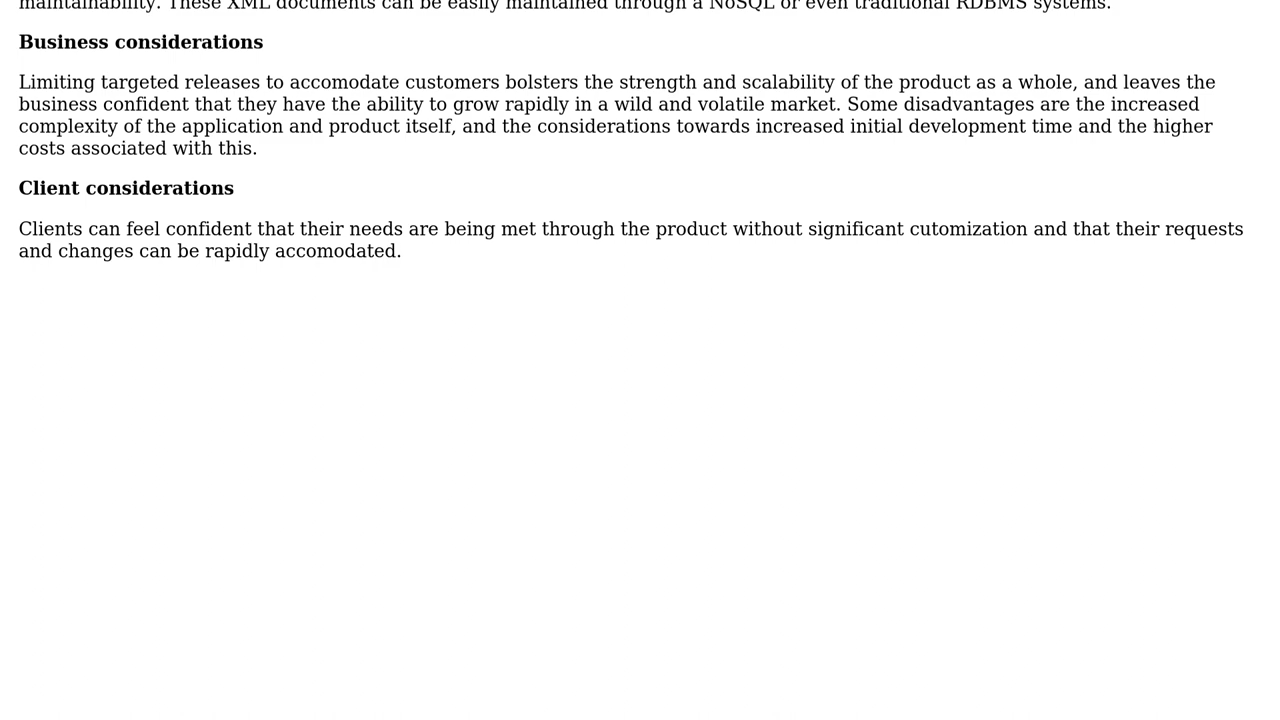 maintainability. These XML documents can be easily maintained through a NoSQL or even traditional RDBMS systems.
Business considerations
Limiting targeted releases to accomodate customers bolsters the strength and scalability of the product as a whole, and leaves the
business confident that they have the ability to grow rapidly in a wild and volatile market. Some disadvantages are the increased
complexity of the application and product itself, and the considerations towards increased initial development time and the higher
costs associated with this.
Client considerations
Clients can feel confident that their needs are being met through the product without significant cutomization and that their requests
and changes can be rapidly accomodated.